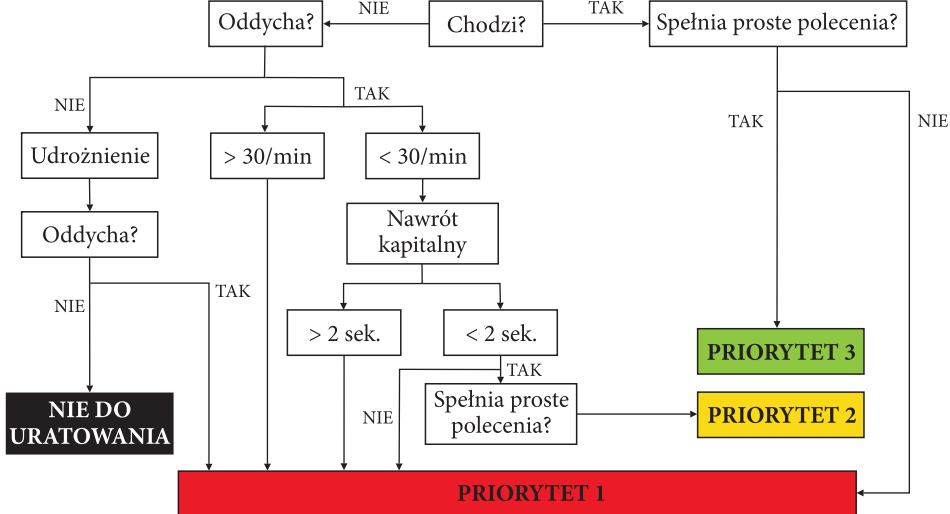 Oddycha?
NIE
Chodzi?
TAK
Spełnia proste polecenia?
NIE
TAK
TAK
NIE
Udrożnienie
> 30/min
< 30/min
Oddycha?
Nawrót
kapitalny
NIE
TAK
> 2 sek.
< 2 sek.
PRIORYTET 3
TAK
NIE DO
URATOWANIA
NIE
Spełnia proste
polecenia?
PRIORYTET 2
PRIORYTET 1